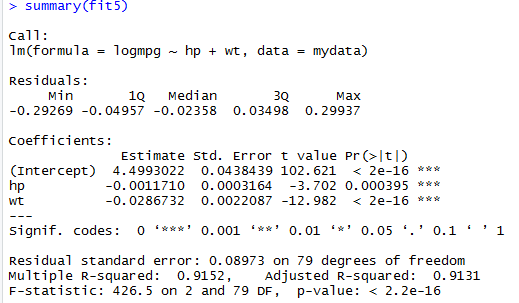 > summary(fit5)
Call:
lm(formula = logmpg ~ hp + wt, data = mydata)
Residuals:
Min 1Q Median 3Q Max
-0.29269 -0.04957 -0.02358 0.03498 0.29937
Coefficients:
Estimate Std. Error t value Pr(>|t|)
(Intercept) 4.4993022 0.0438439 102.621 < 2e-16 ***
hp -0.0011710 0.0003164 -3.702 0.000395 ***
wt -0.0286732 0.0022087 -12.982 < 2e-16 ***
---
Signif. codes: 0 ‘***’ 0.001 ‘**’ 0.01 ‘*’ 0.05 ‘.’ 0.1 ‘ ’ 1
Residual standard error: 0.08973 on 79 degrees of freedom
Multiple R-squared: 0.9152, Adjusted R-squared: 0.9131
F-statistic: 426.5 on 2 and 79 DF, p-value: < 2.2e-16